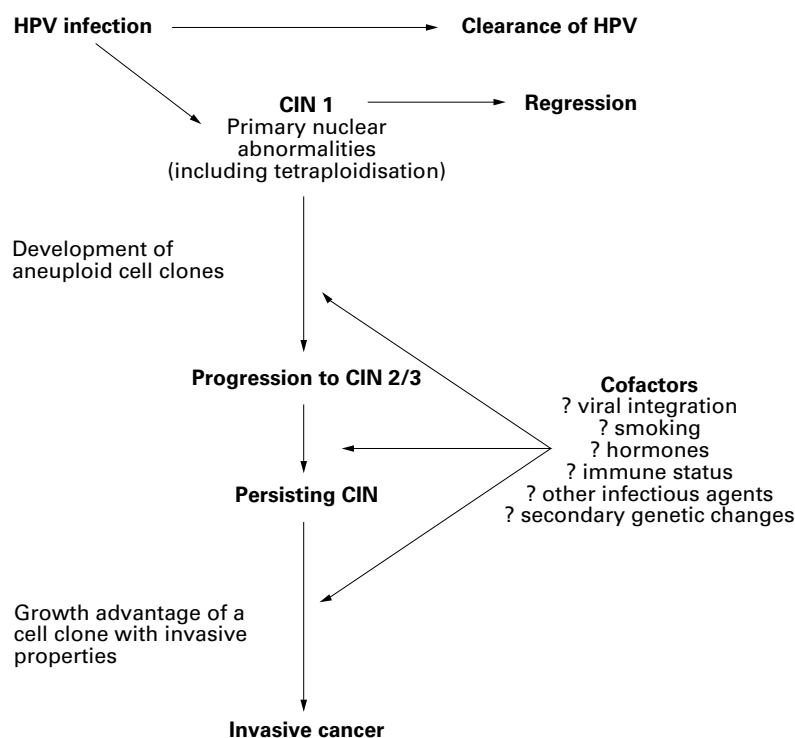 HPV infection
Clearance of HPV
CIN 1
Regression
Primary nuclear
abnormalities
(including tetraploidisation)
Development of
aneuploid cell clones
Progression to CIN 2/3
Cofactors
? viral integration
? smoking
? hormones
? immune status
? other infectious agents
? secondary genetic changes
Persisting CIN
Growth advantage of a
cell clone with invasive
properties
Invasive cancer